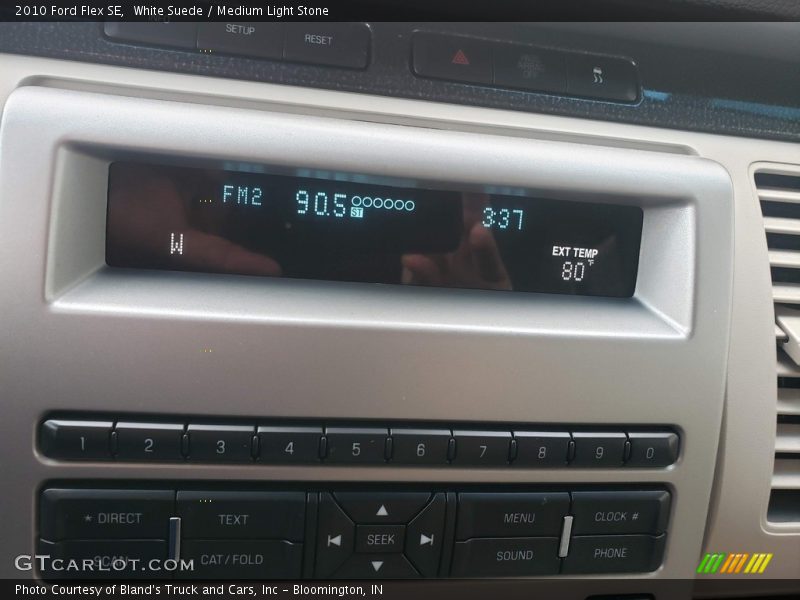 2010 Ford Flex SE,  White Suede / Medium Light Stone
SETUP RESET
FM2 90.5 ST 3:37
W EXT TEMP
80 °F
1 2 3 4 5 6 7 8 9 0
* DIRECT TEXT MENU CLOCK #
SEEK
SCAN CAT/FOLD SOUND PHONE
GTCARLOT.COM
Photo Courtesy of Bland's Truck and Cars, Inc - Bloomington, IN